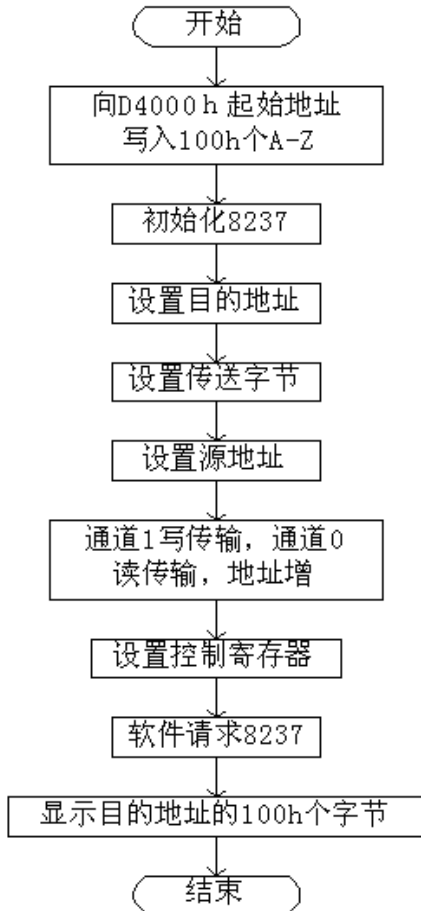 开始
向D4000h起始地址
写入100h个A-Z
初始化8237
设置目的地址
设置传送字节
设置源地址
通道1写传输，通道0
读传输，地址增
设置控制寄存器
软件请求8237
显示目的地址的100h个字节
结束